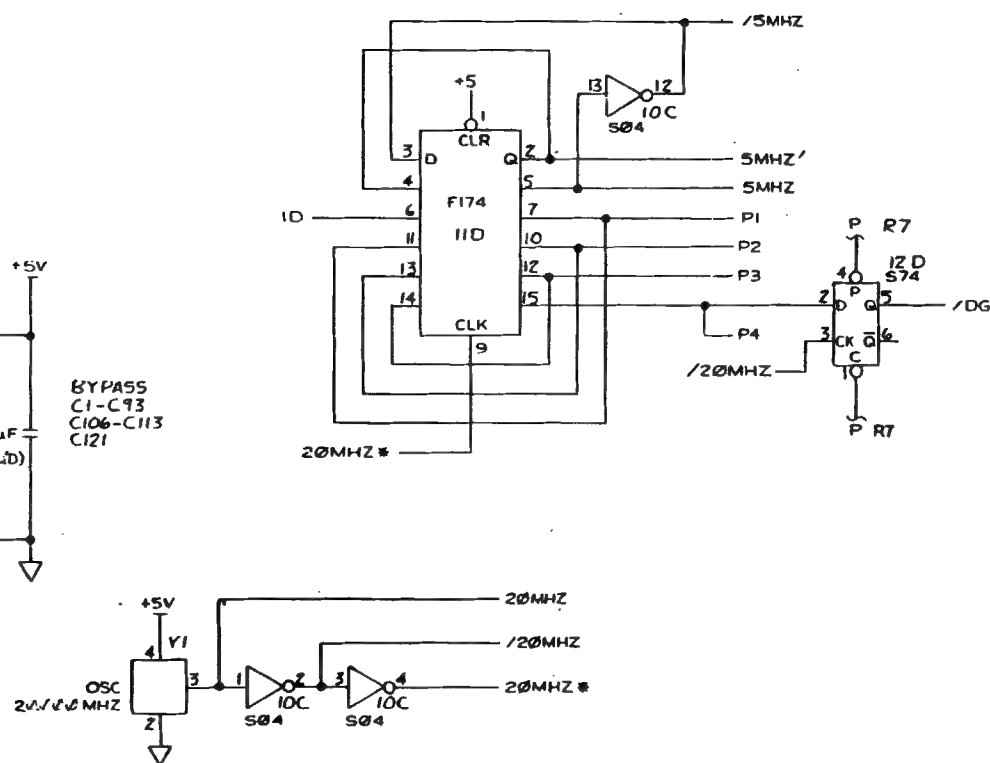 /5MHZ
+5
13
12
10C
S04
1
CLR
3
D
Q
2
5MHZ'
4
5
5MHZ
F174
1D
6
7
P1
11D
11
10
P2
13
12
P3
14
15
P4
CLK
9
20MHZ*
P
R7
12D
S74
4
P
2
D
Q
5
/DG
3
CK
Q
6
/20MHZ
1
C
P
R7
+5V
BYPASS
C1-C93
C106-C113
C121
+5V
Y1
4
OSC
3
MHZ
2
20MHZ
/20MHZ
1
2
10C
S04
3
4
10C
S04
20MHZ*